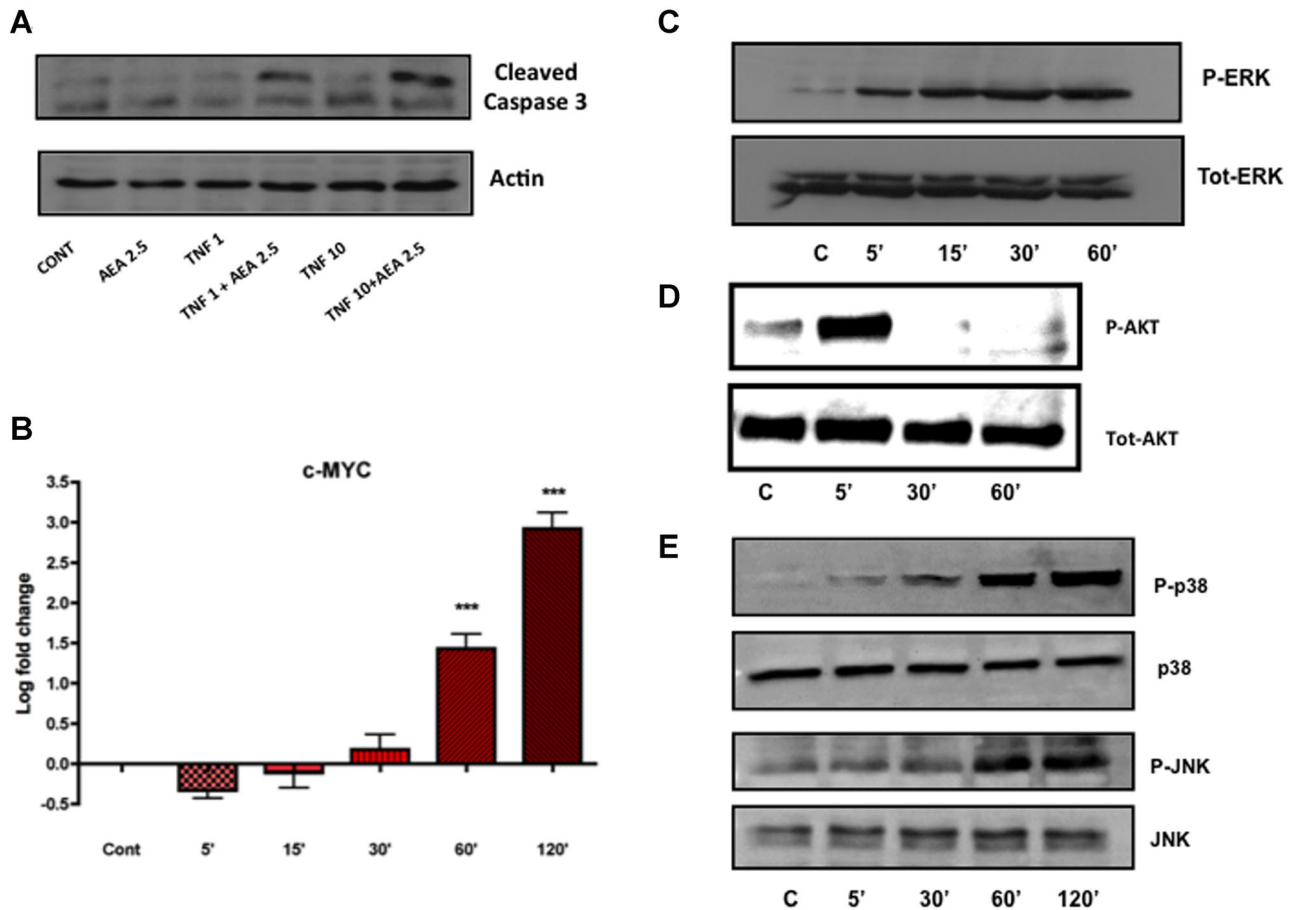 A
Cleaved
Caspase 3
Actin
CONT
AEA 2.5
TNF 1
TNF 1 + AEA 2.5
TNF 10
TNF 10+AEA 2.5
B
c-MYC
Log fold change
3.5
3.0
2.5
2.0
1.5
1.0
0.5
0.0
-0.5
***
***
Cont 5' 15' 30' 60' 120'
C
P-ERK
Tot-ERK
C 5’ 15’ 30’ 60’
D
P-AKT
Tot-AKT
C 5’ 30’ 60’
E
P-p38
p38
P-JNK
JNK
C 5’ 30’ 60’ 120’